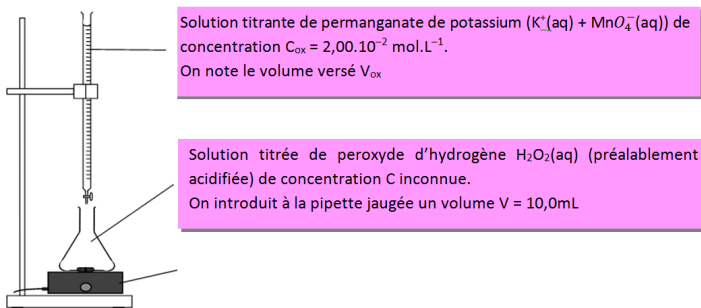 Solution titrante de permanganate de potassium (K⁺(aq) + MnO₄⁻(aq)) de
concentration Cₒₓ = 2,00.10⁻² mol.L⁻¹.
On note le volume versé Vₒₓ
Solution titrée de peroxyde d’hydrogène H₂O₂(aq) (préalablement
acidifiée) de concentration C inconnue.
On introduit à la pipette jaugée un volume V = 10,0mL